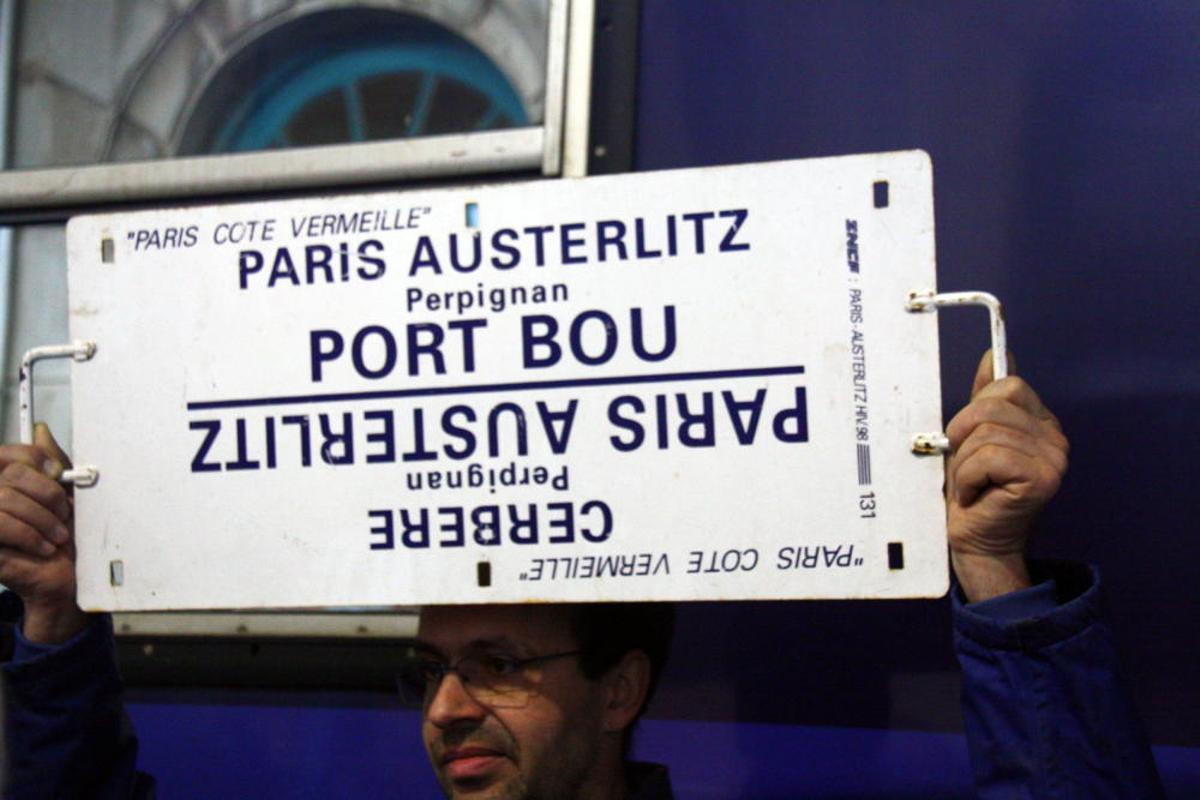 "PARIS COTE VERMEILLE"
PARIS AUSTERLITZ
Perpignan
PORT BOU
PARIS AUSTERLITZ
Perpignan
CERBERE
"PARIS COTE VERMEILLE"
SNCF : PARIS-AUSTERLITZ HIV.98 131